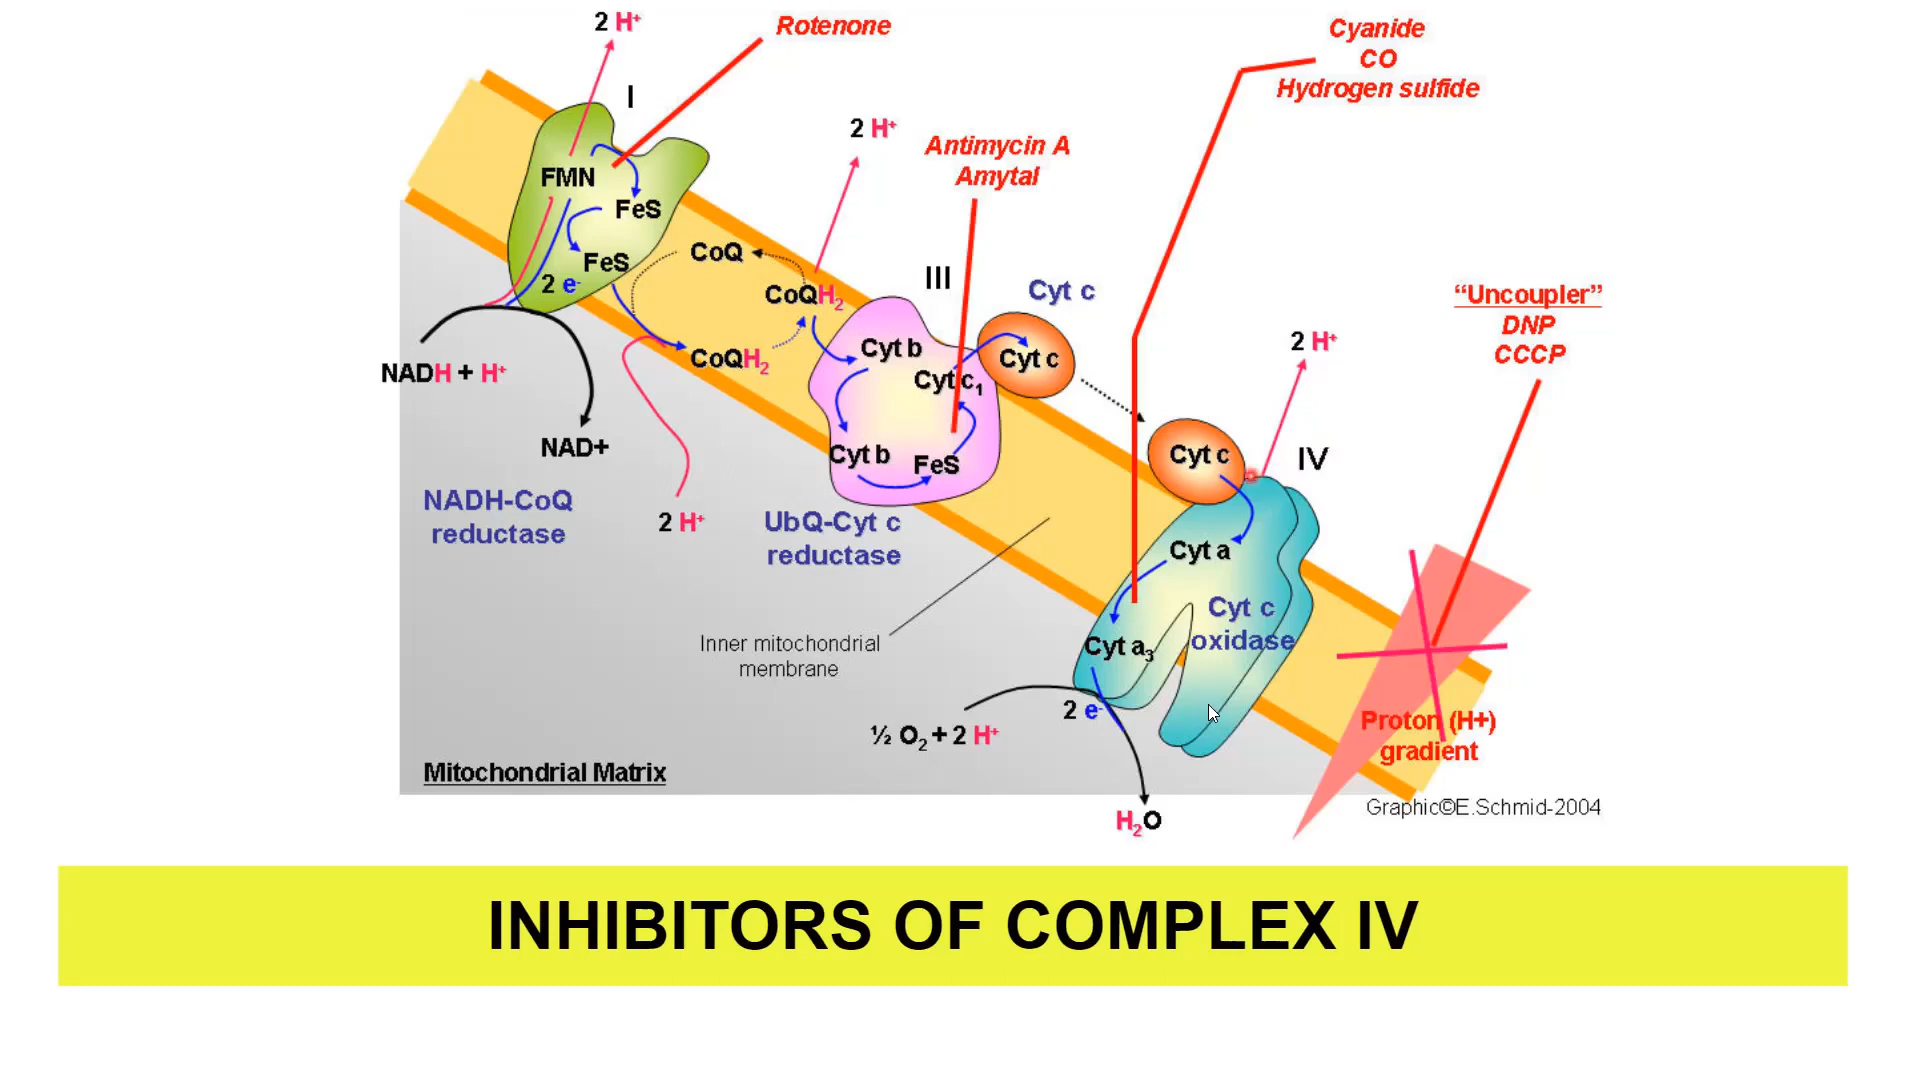 2 H⁺
Rotenone
Cyanide
CO
Hydrogen sulfide
I
2 H⁺
Antimycin A
Amytal
FMN
FeS
FeS
2 e⁻
CoQ
CoQH₂
CoQH₂
III
Cyt c
Cyt b
Cyt c₁
Cyt c
Cyt b
FeS
"Uncoupler"
DNP
CCCP
2 H⁺
NADH + H⁺
NAD+
NADH-CoQ
reductase
2 H⁺
UbQ-Cyt c
reductase
Cyt c
IV
Cyt a
Cyt c
oxidase
Cyt a₃
Inner mitochondrial
membrane
2 e⁻
½ O₂ + 2 H⁺
Proton (H+)
gradient
Mitochondrial Matrix
H₂O
Graphic©E.Schmid-2004
INHIBITORS OF COMPLEX IV